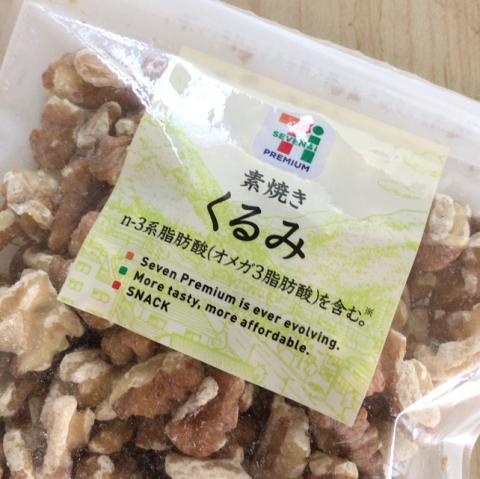 SEVEN&i
PREMIUM
素焼き
くるみ
n-3系脂肪酸(オメガ3脂肪酸)を含む。※
Seven Premium is ever evolving.
More tasty, more affordable.
SNACK